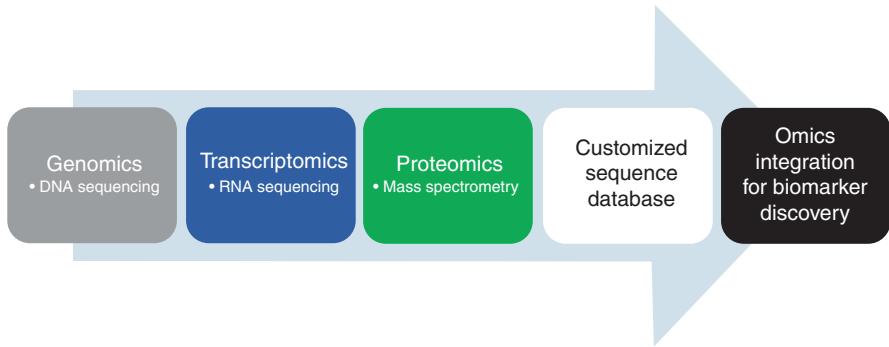 Genomics
• DNA sequencing
Transcriptomics
• RNA sequencing
Proteomics
• Mass spectrometry
Customized
sequence
database
Omics
integration
for biomarker
discovery